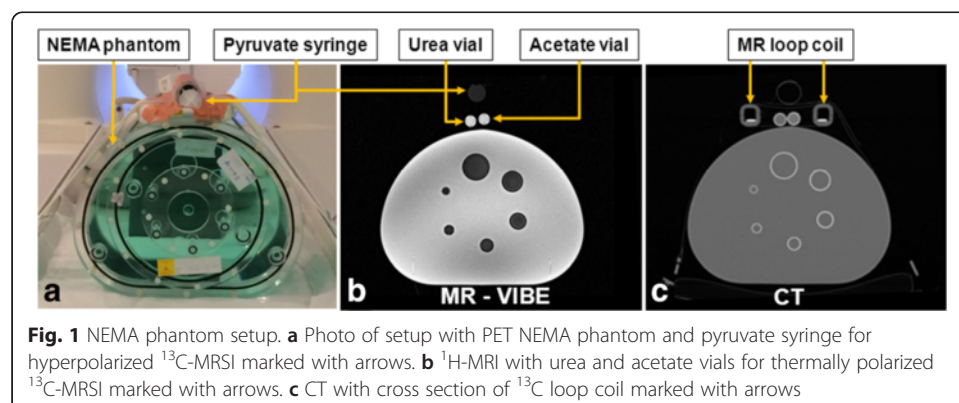 NEMA phantom Pyruvate syringe Urea vial Acetate vial MR loop coil
a b MR - VIBE c CT
Fig. 1 NEMA phantom setup. a Photo of setup with PET NEMA phantom and pyruvate syringe for
hyperpolarized ¹³C-MRSI marked with arrows. b ¹H-MRI with urea and acetate vials for thermally polarized
¹³C-MRSI marked with arrows. c CT with cross section of ¹³C loop coil marked with arrows